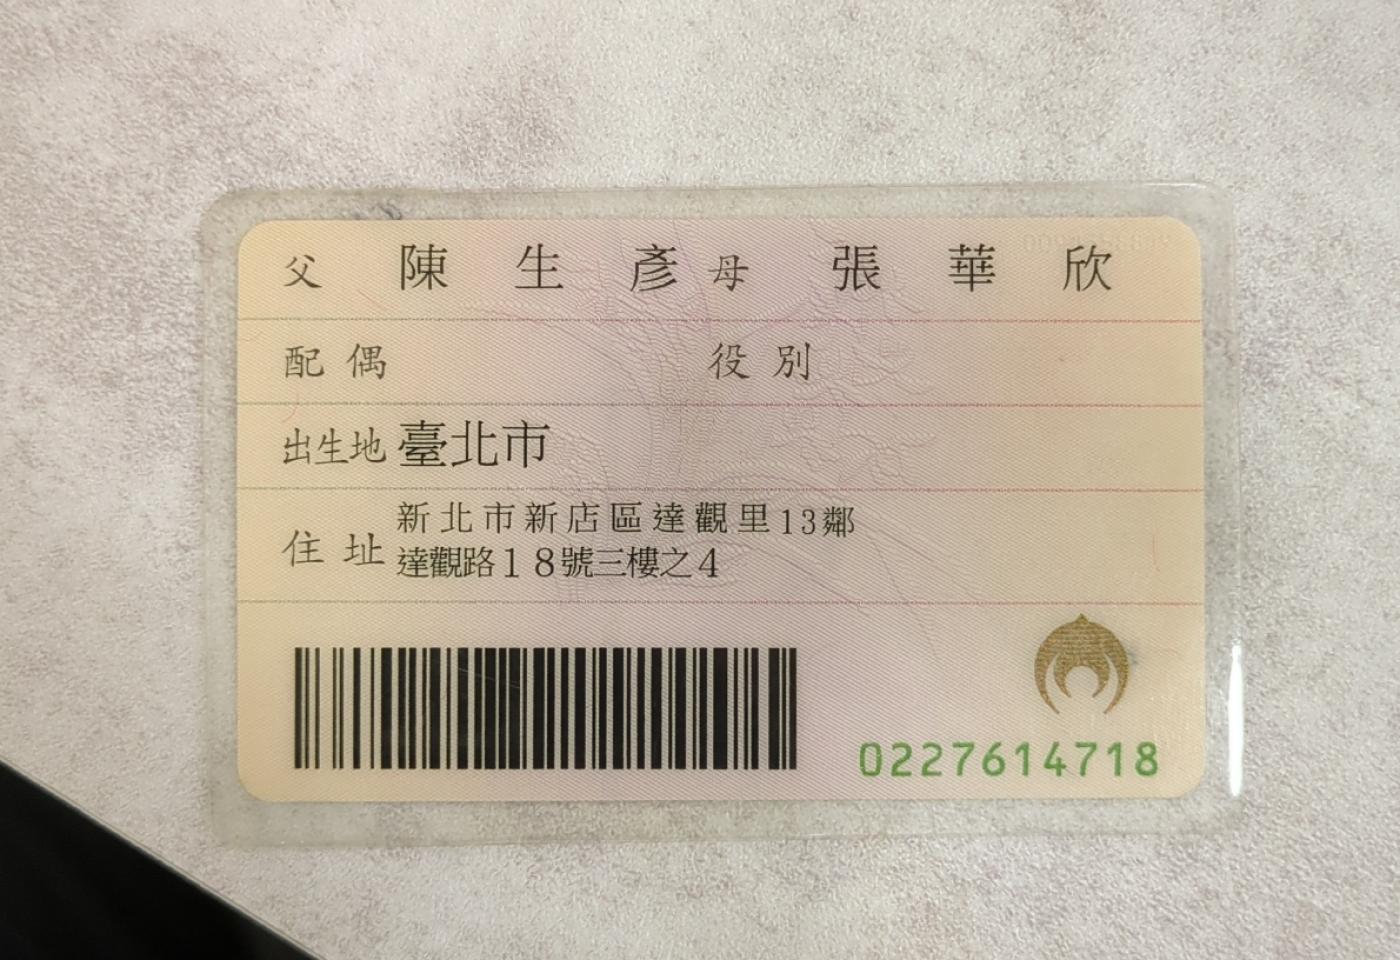 父 陳生彥 母 張華欣
配偶 役別
出生地 臺北市
住址 新北市新店區達觀里13鄰
達觀路18號三樓之4
0227614718